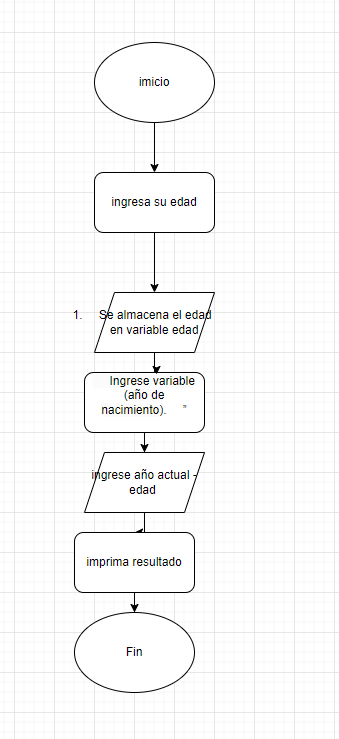 imicio
ingresa su edad
1. Se almacena el edad
en variable edad
Ingrese variable
(año de
nacimiento). "
ingrese año actual -
edad
imprima resultado
Fin